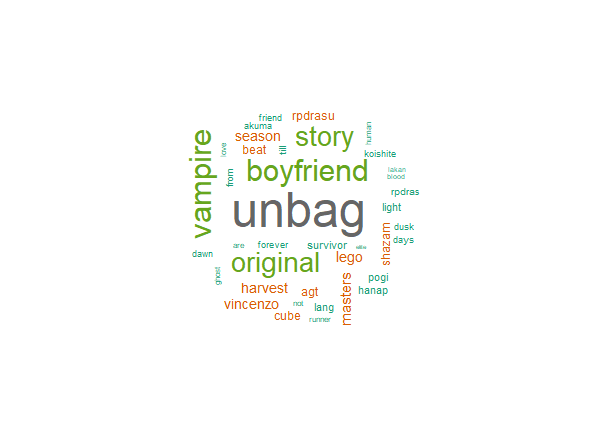 friend
rpdrasu
akuma
human
season
story
vampire
love
beat
till
koishite
boyfriend
from
lakan
blood
rpdras
unbag
light
dusk
days
are
forever
survivor
elite
shazam
dawn
original
lego
ghost
harvest
agt
masters
pogi
hanap
vincenzo
not
lang
cube
runner